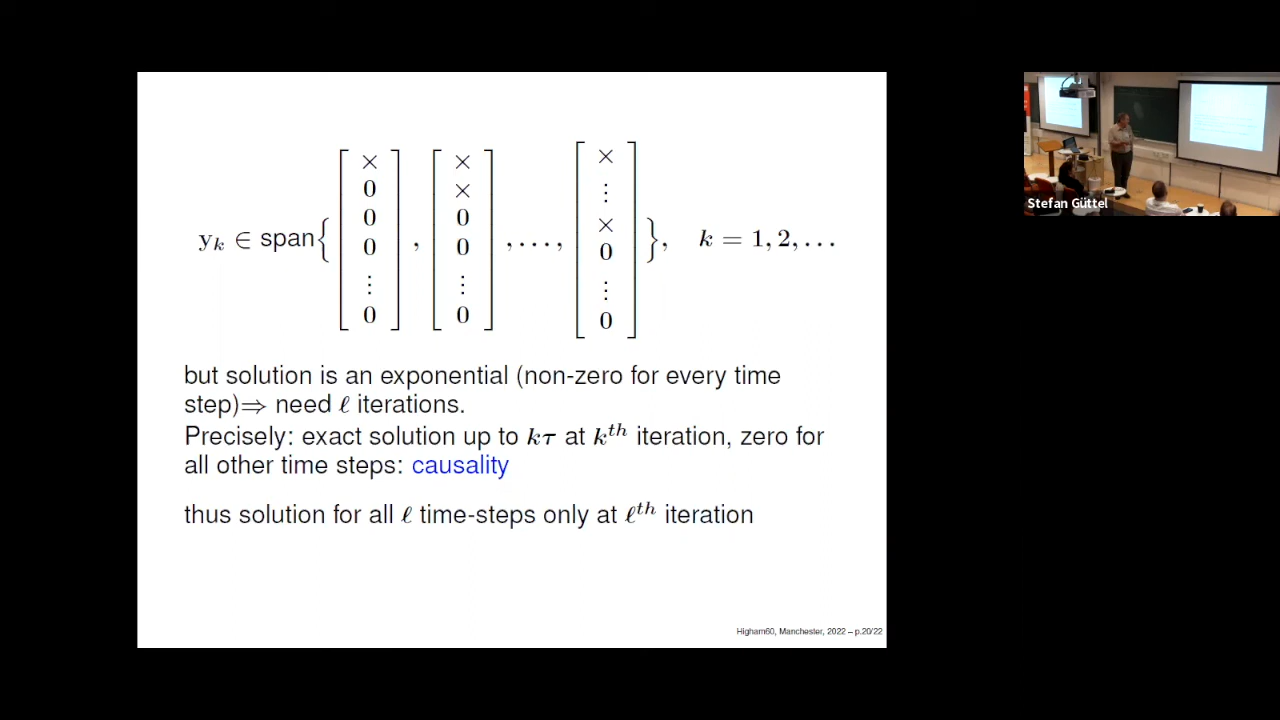 y_k ∈ span{ [× 0 0 0 ⋮ 0], [× × 0 0 ⋮ 0], ..., [× ⋮ × 0 ⋮ 0] }, k = 1, 2, ...
but solution is an exponential (non-zero for every time
step)⇒ need ℓ iterations.
Precisely: exact solution up to kτ at k^th iteration, zero for
all other time steps: causality
thus solution for all ℓ time-steps only at ℓ^th iteration
Higham60, Manchester, 2022 – p.20/22
Stefan Güttel